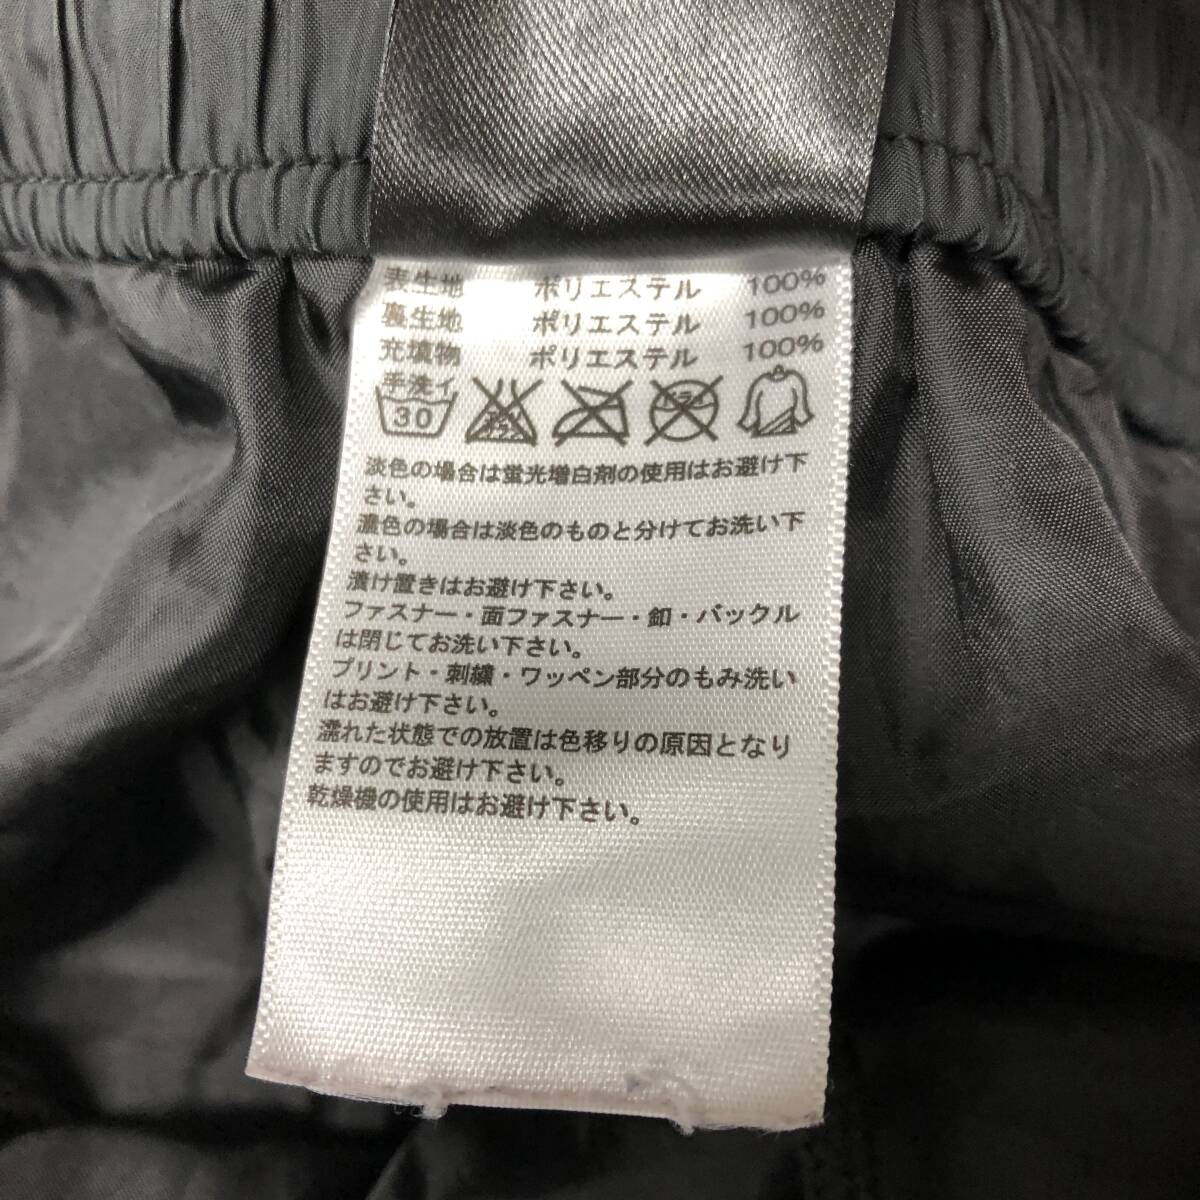 表生地 ポリエステル 100%
裏生地 ポリエステル 100%
充填物 ポリエステル 100%
手洗イ
30
エンソサラシ
ドライ
淡色の場合は蛍光増白剤の使用はお避け下
さい。
濃色の場合は淡色のものと分けてお洗い下
さい。
漬け置きはお避け下さい。
ファスナー・面ファスナー・釦・バックル
は閉じてお洗い下さい。
プリント・刺繍・ワッペン部分のもみ洗い
はお避け下さい。
濡れた状態での放置は色移りの原因となり
ますのでお避け下さい。
乾燥機の使用はお避け下さい。